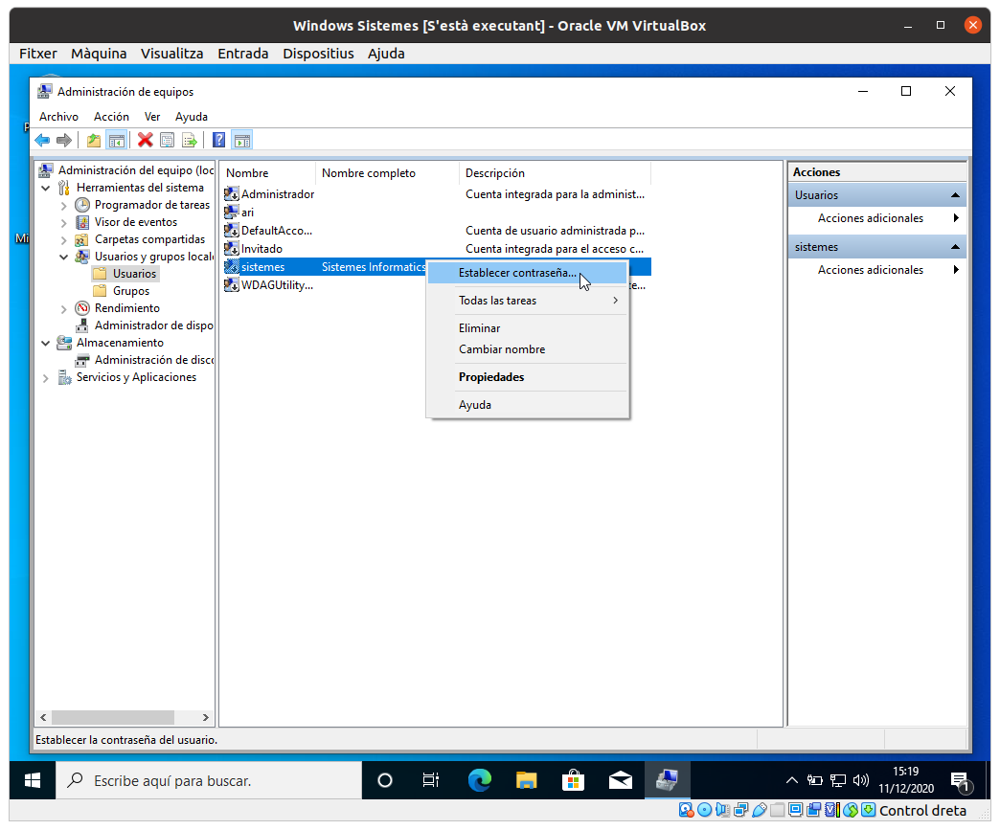 Windows Sistemes [S'està executant] - Oracle VM VirtualBox
Fitxer Màquina Visualitza Entrada Dispositius Ajuda
Administración de equipos
Archivo Acción Ver Ayuda
Administración del equipo (loc
Herramientas del sistema
Programador de tareas
Visor de eventos
Carpetas compartidas
Usuarios y grupos locale
Usuarios
Grupos
Rendimiento
Administrador de dispo
Almacenamiento
Administración de disco
Servicios y Aplicaciones
Nombre Nombre completo Descripción
Administrador Cuenta integrada para la administ...
ari
DefaultAcco... Cuenta de usuario administrada p...
Invitado Cuenta integrada para el acceso c...
sistemes Sistemes Informatics
WDAGUtility... te...
Establecer contraseña...
Todas las tareas
Eliminar
Cambiar nombre
Propiedades
Ayuda
Acciones
Usuarios
Acciones adicionales
sistemes
Acciones adicionales
Establecer la contraseña del usuario.
Escribe aquí para buscar.
15:19
11/12/2020
1
Control dreta